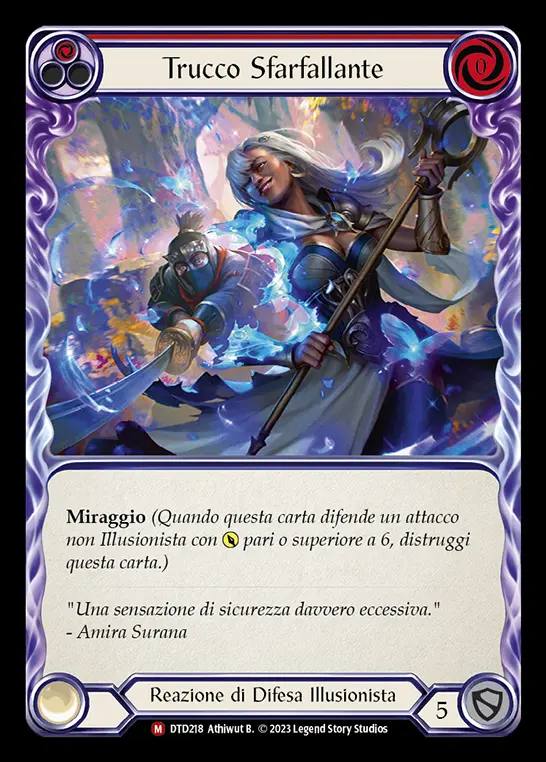 Trucco Sfarfallante
0
Miraggio (Quando questa carta difende un attacco
non Illusionista con pari o superiore a 6, distruggi
questa carta.)
"Una sensazione di sicurezza davvero eccessiva."
- Amira Surana
Reazione di Difesa Illusionista
5
M DTD218 Athiwut B. © 2023 Legend Story Studios